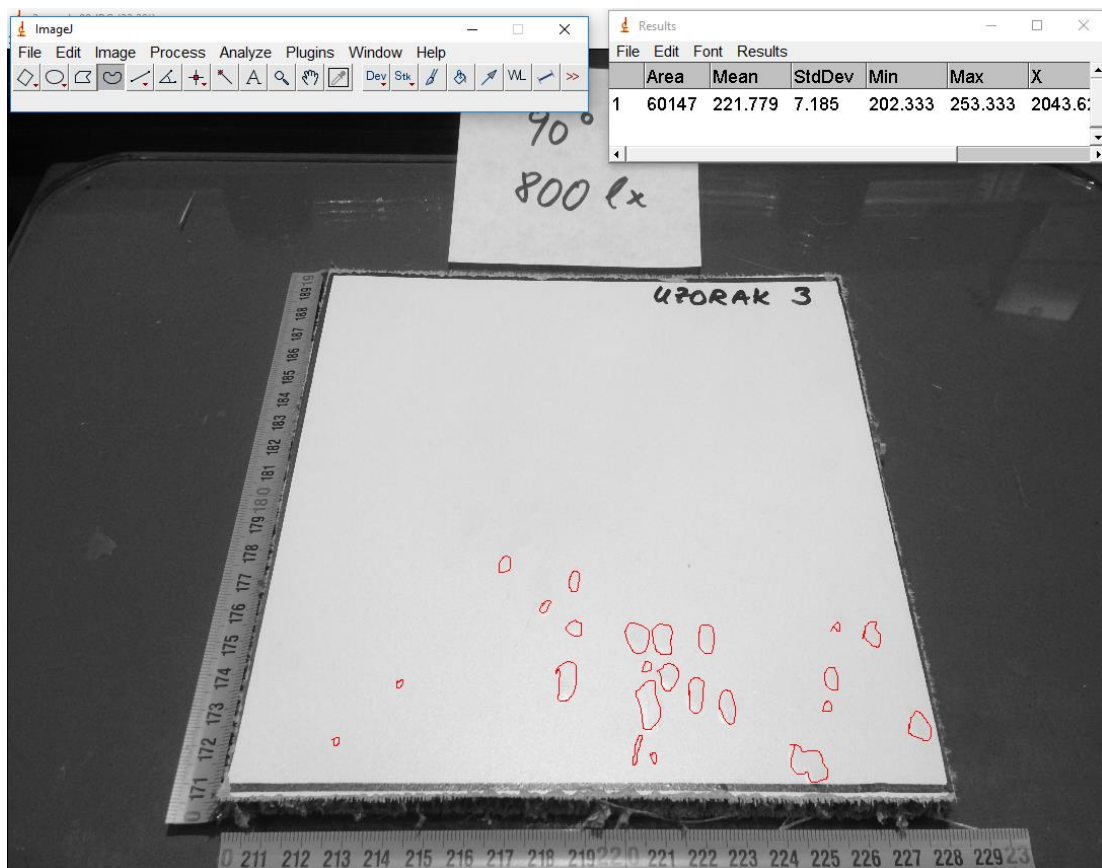 ImageJ
File Edit Image Process Analyze Plugins Window Help
A Dev Stk WL >>
Results
File Edit Font Results
Area Mean StdDev Min Max X
1 60147 221.779 7.185 202.333 253.333 2043.62
90°
800 lx
UZORAK 3
189 188 187 186 185 184 183 182 181 180 179 178 177 176 175 174 173 172 171
211 212 213 214 215 216 217 218 219 220 221 222 223 224 225 226 227 228 229 23